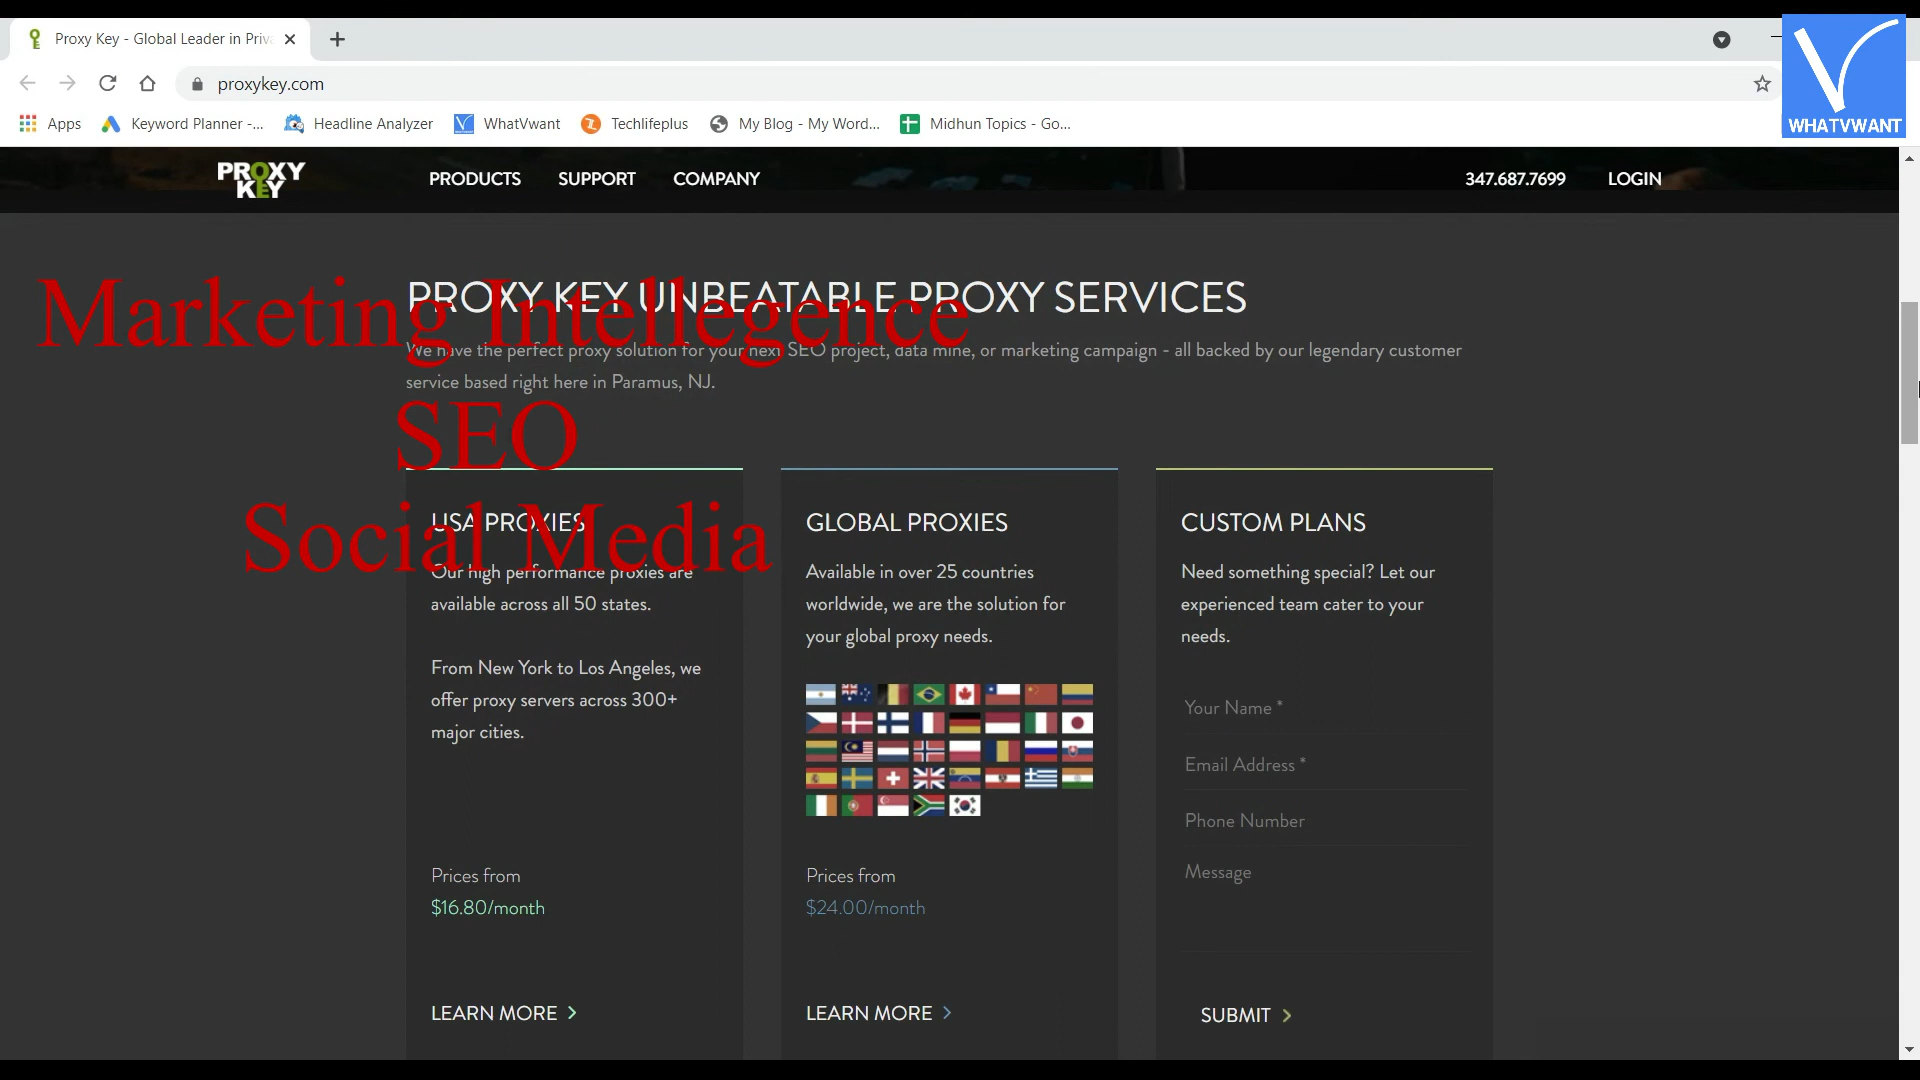 Proxy Key - Global Leader in Priva
proxykey.com
Apps
Keyword Planner -...
Headline Analyzer
WhatVwant
Techlifeplus
My Blog - My Word...
Midhun Topics - Go...
WHATVWANT
PROXY
KEY
PRODUCTS
SUPPORT
COMPANY
347.687.7699
LOGIN
PROXY KEY UNBEATABLE PROXY SERVICES
Marketing Intellegence
We have the perfect proxy solution for your next SEO project, data mine, or marketing campaign - all backed by our legendary customer
service based right here in Paramus, NJ.
SEO
Social Media
USA PROXIES
Our high performance proxies are
available across all 50 states.
From New York to Los Angeles, we
offer proxy servers across 300+
major cities.
Prices from
$16.80/month
LEARN MORE
GLOBAL PROXIES
Available in over 25 countries
worldwide, we are the solution for
your global proxy needs.
Prices from
$24.00/month
LEARN MORE
CUSTOM PLANS
Need something special? Let our
experienced team cater to your
needs.
Your Name *
Email Address *
Phone Number
Message
SUBMIT